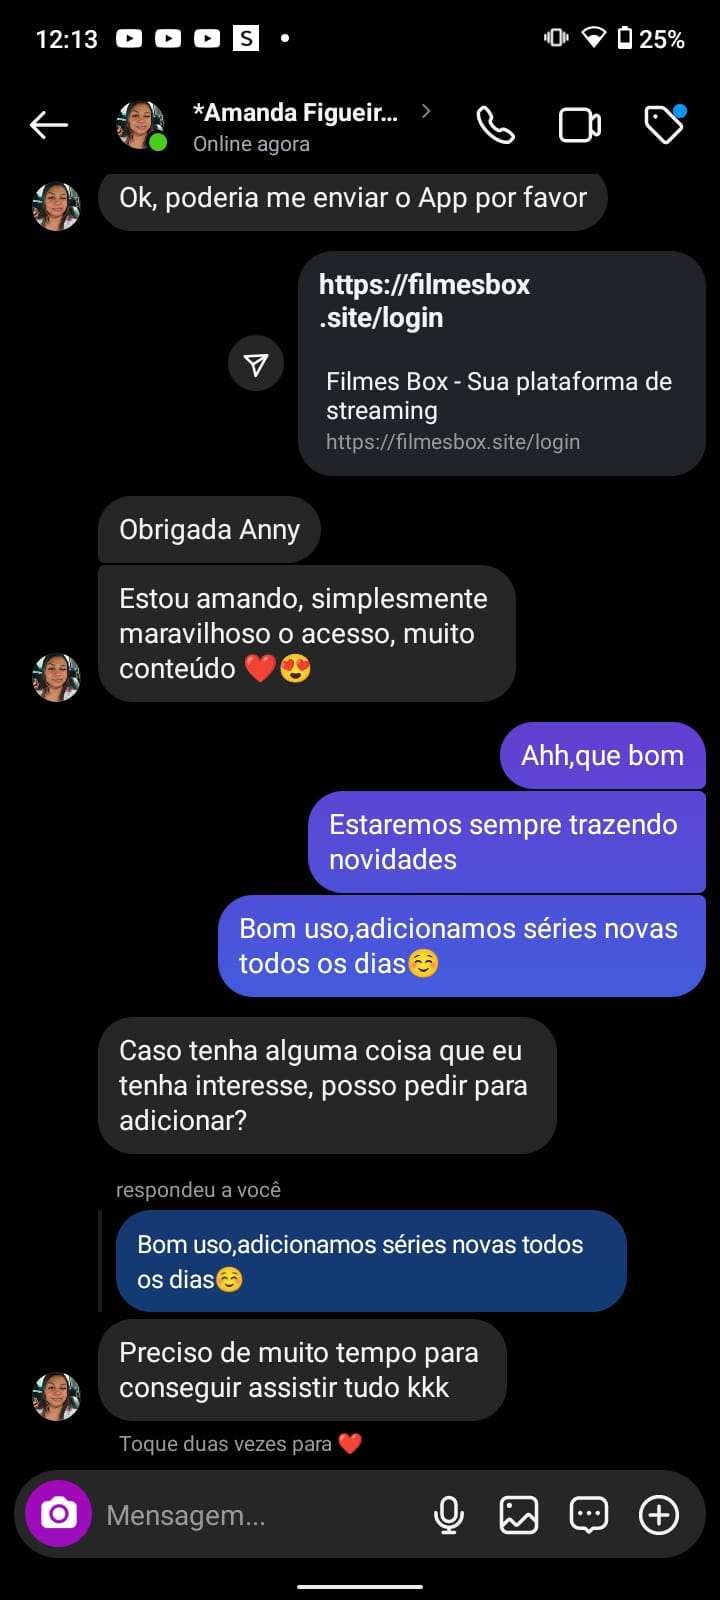 12:13
S
25%
*Amanda Figueir...
Online agora
Ok, poderia me enviar o App por favor
https://filmesbox
.site/login
Filmes Box - Sua plataforma de
streaming
https://filmesbox.site/login
Obrigada Anny
Estou amando, simplesmente
maravilhoso o acesso, muito
conteúdo ❤️😍
Ahh,que bom
Estaremos sempre trazendo
novidades
Bom uso,adicionamos séries novas
todos os dias☺️
Caso tenha alguma coisa que eu
tenha interesse, posso pedir para
adicionar?
respondeu a você
Bom uso,adicionamos séries novas todos
os dias☺️
Preciso de muito tempo para
conseguir assistir tudo kkk
Toque duas vezes para ❤️
Mensagem...